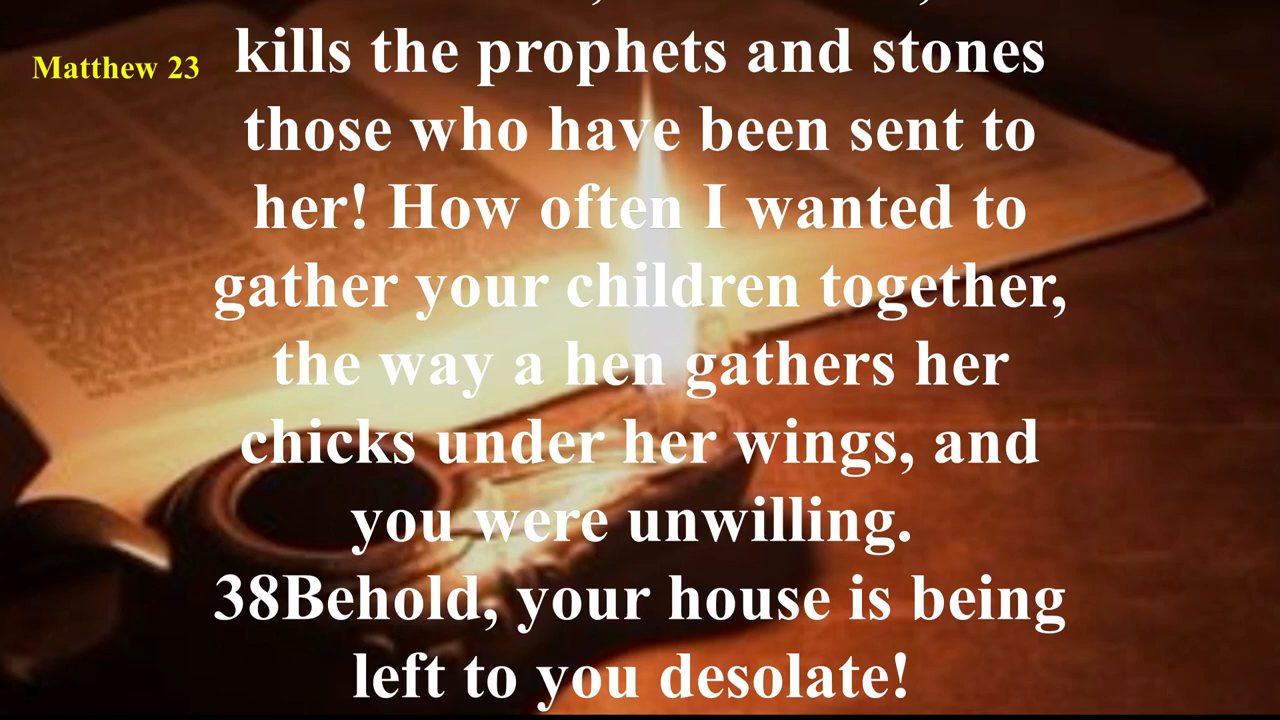 Matthew 23
kills the prophets and stones
those who have been sent to
her! How often I wanted to
gather your children together,
the way a hen gathers her
chicks under her wings, and
you were unwilling.
38Behold, your house is being
left to you desolate!